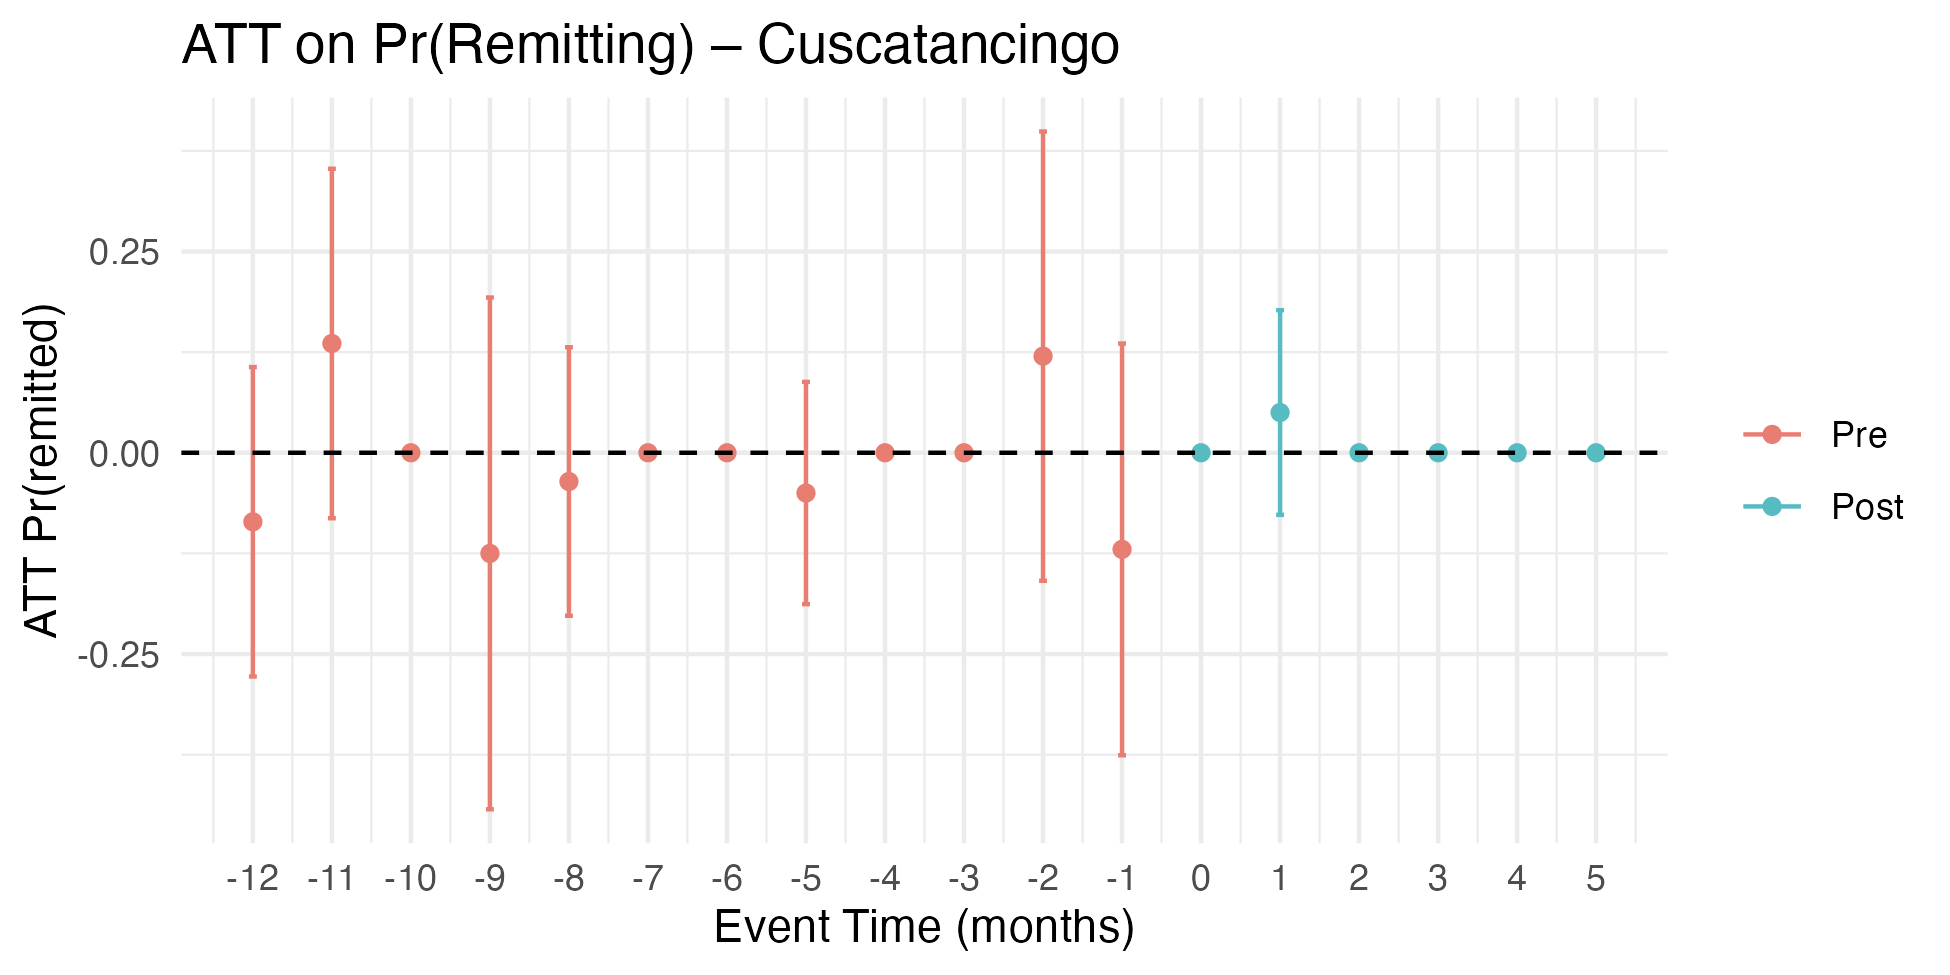 ATT on Pr(Remitting) – Cuscatancingo
ATT Pr(remitted)
0.25
0.00
-0.25
-12 -11 -10 -9 -8 -7 -6 -5 -4 -3 -2 -1 0 1 2 3 4 5
Event Time (months)
Pre
Post